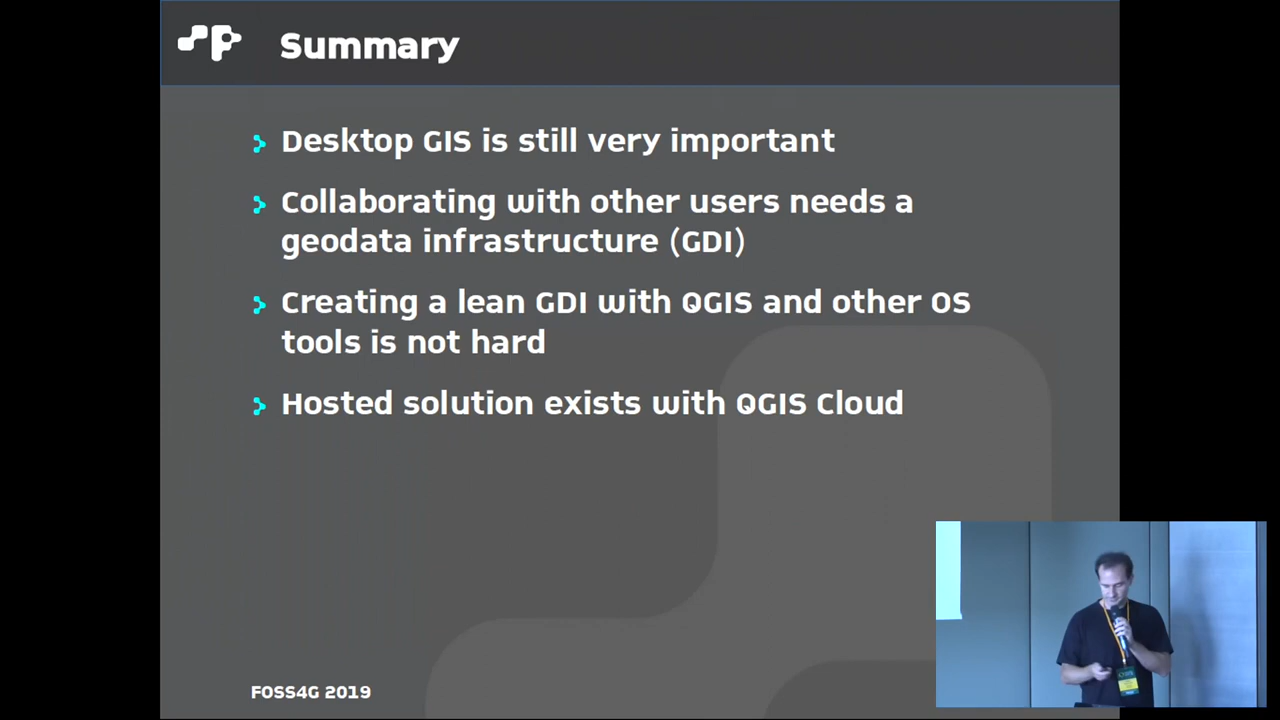 Summary
Desktop GIS is still very important
Collaborating with other users needs a
geodata infrastructure (GDI)
Creating a lean GDI with QGIS and other OS
tools is not hard
Hosted solution exists with QGIS Cloud
FOSS4G 2019